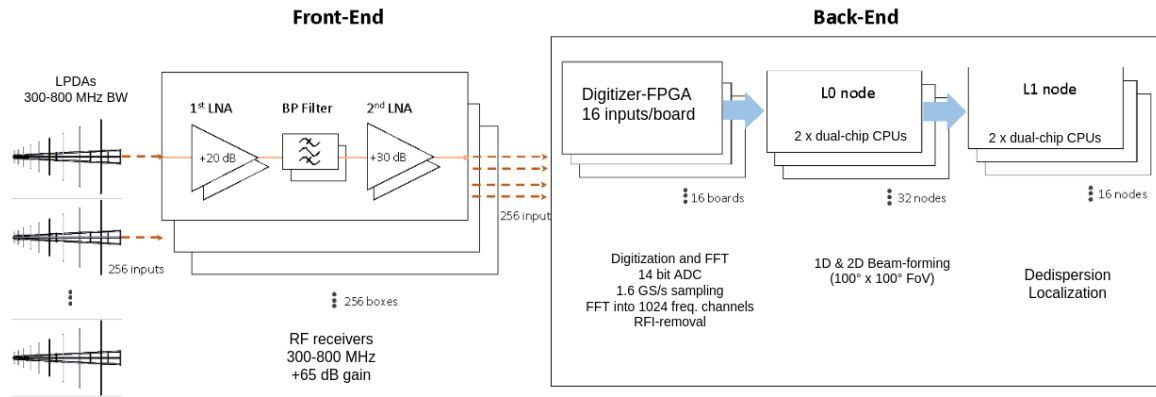 Front-End
Back-End
LPDAs
300-800 MHz BW
256 inputs
1st LNA
BP Filter
2nd LNA
+20 dB
+30 dB
256 input
256 boxes
RF receivers
300-800 MHz
+65 dB gain
Digitizer-FPGA
16 inputs/board
16 boards
Digitization and FFT
14 bit ADC
1.6 GS/s sampling
FFT into 1024 freq. channels
RFI-removal
L0 node
2 x dual-chip CPUs
32 nodes
1D & 2D Beam-forming
(100° x 100° FoV)
L1 node
2 x dual-chip CPUs
16 nodes
Dedispersion
Localization